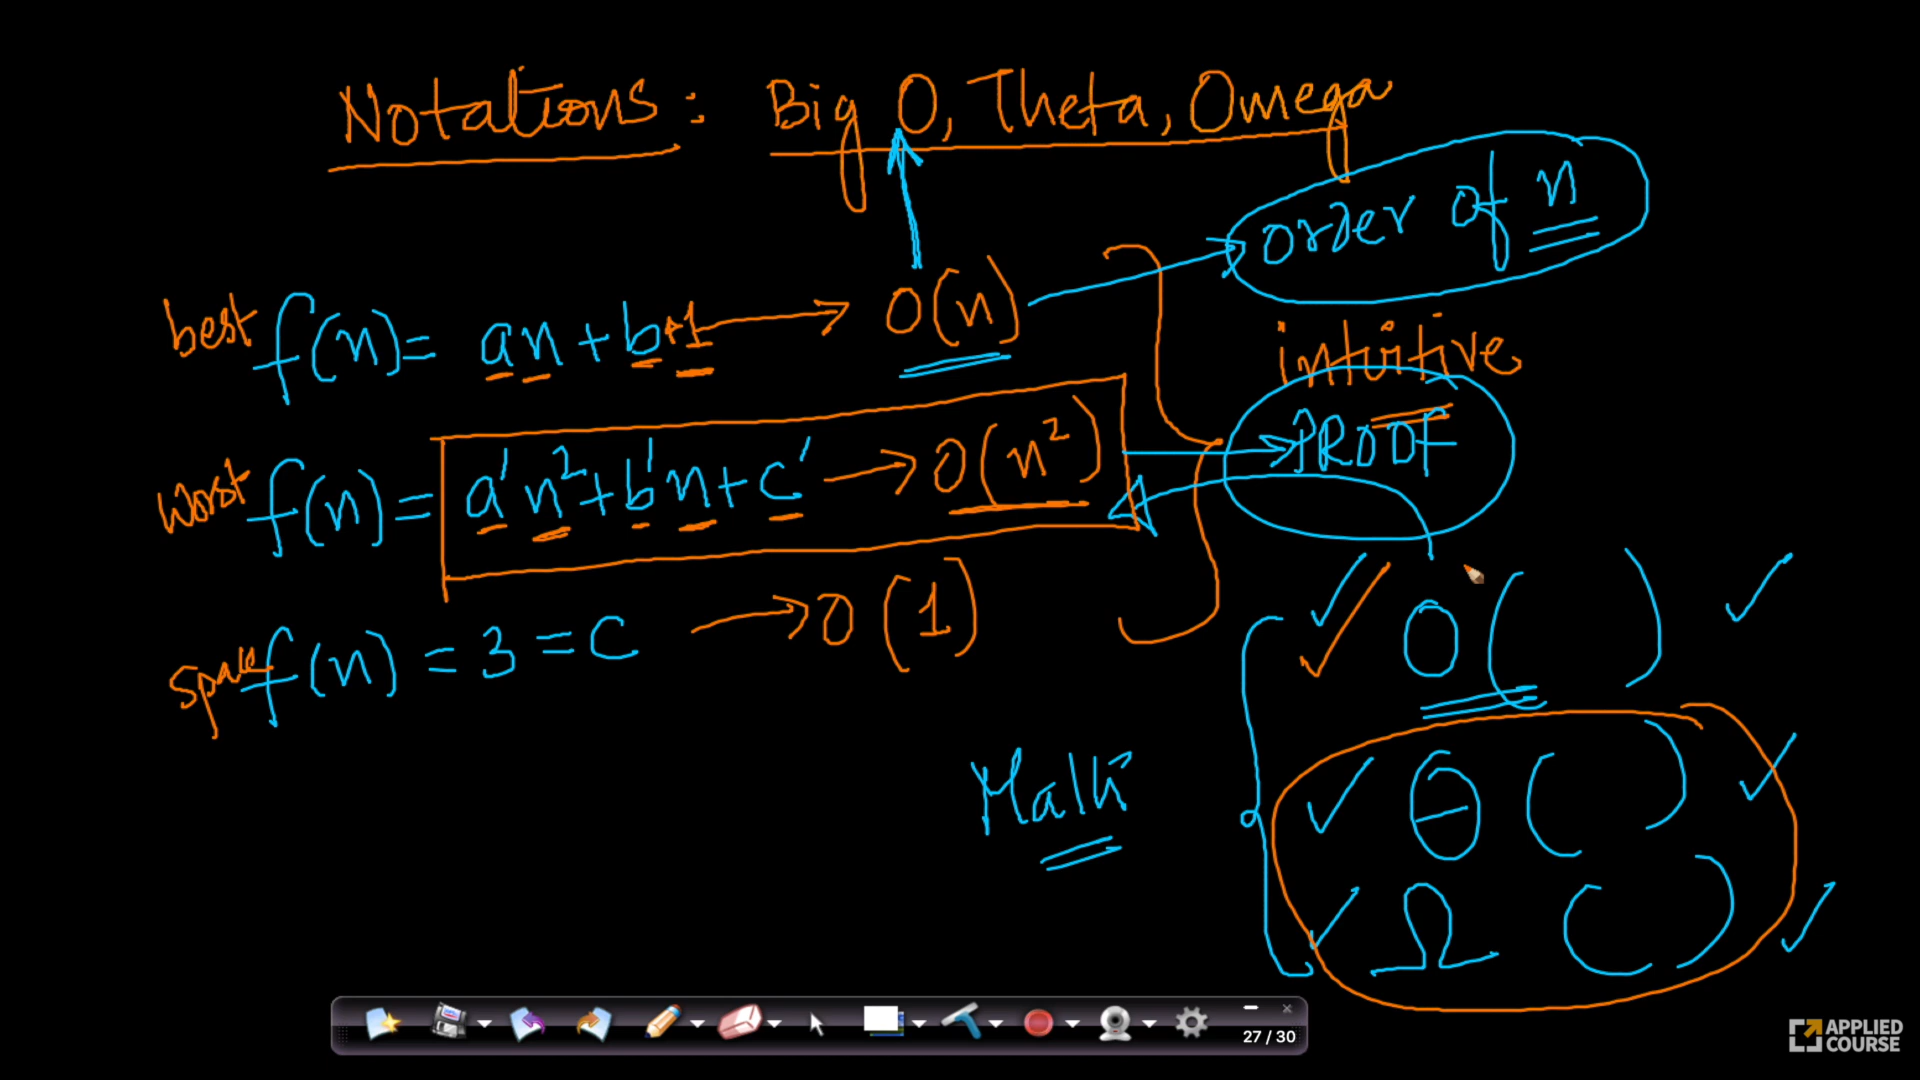 Notations: Big O, Theta, Omega
order of n
best f(n) = an + b+1 → O(n)
intuitive
PROOF
worst f(n) = a'n²+b'n+c' → O(n²)
space f(n) = 3 = C → O(1)
O( )
Math
θ( )
Ω( )
27 / 30
APPLIED
COURSE